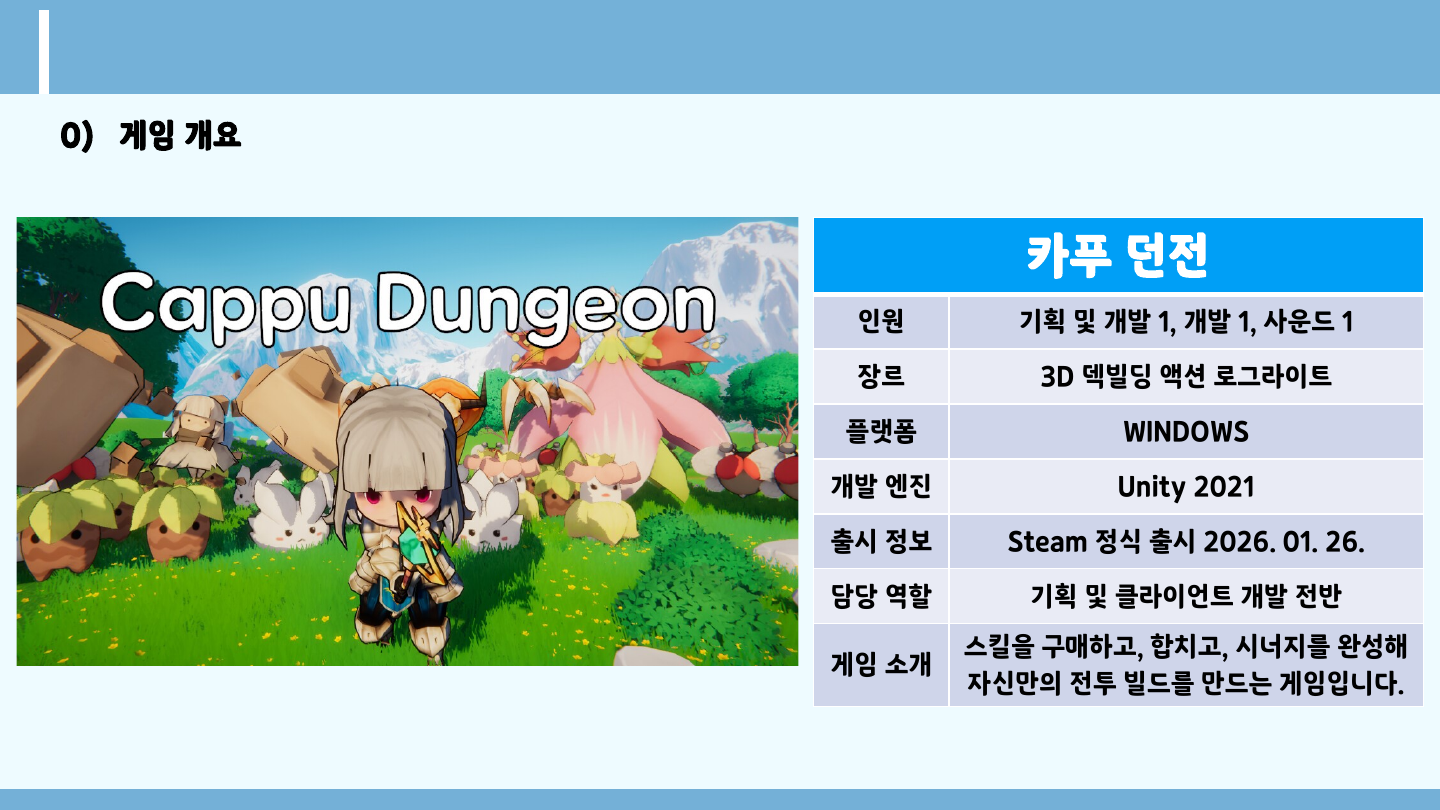 0) 게임 개요
Cappu Dungeon
카푸 던전
인원 기획 및 개발 1, 개발 1, 사운드 1
장르 3D 덱빌딩 액션 로그라이트
플랫폼 WINDOWS
개발 엔진 Unity 2021
출시 정보 Steam 정식 출시 2026. 01. 26.
담당 역할 기획 및 클라이언트 개발 전반
게임 소개 스킬을 구매하고, 합치고, 시너지를 완성해
자신만의 전투 빌드를 만드는 게임입니다.